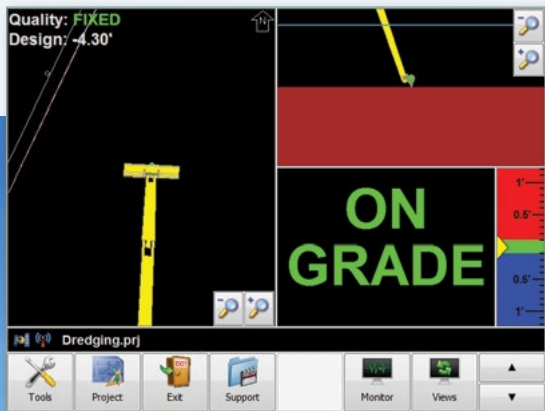 Quality: FIXED
Design: -4.30'
N
ON
GRADE
1'
0.5'
0.5'
1'
Dredging.prj
Tools
Project
EXIT
Exit
Support
Monitor
Views